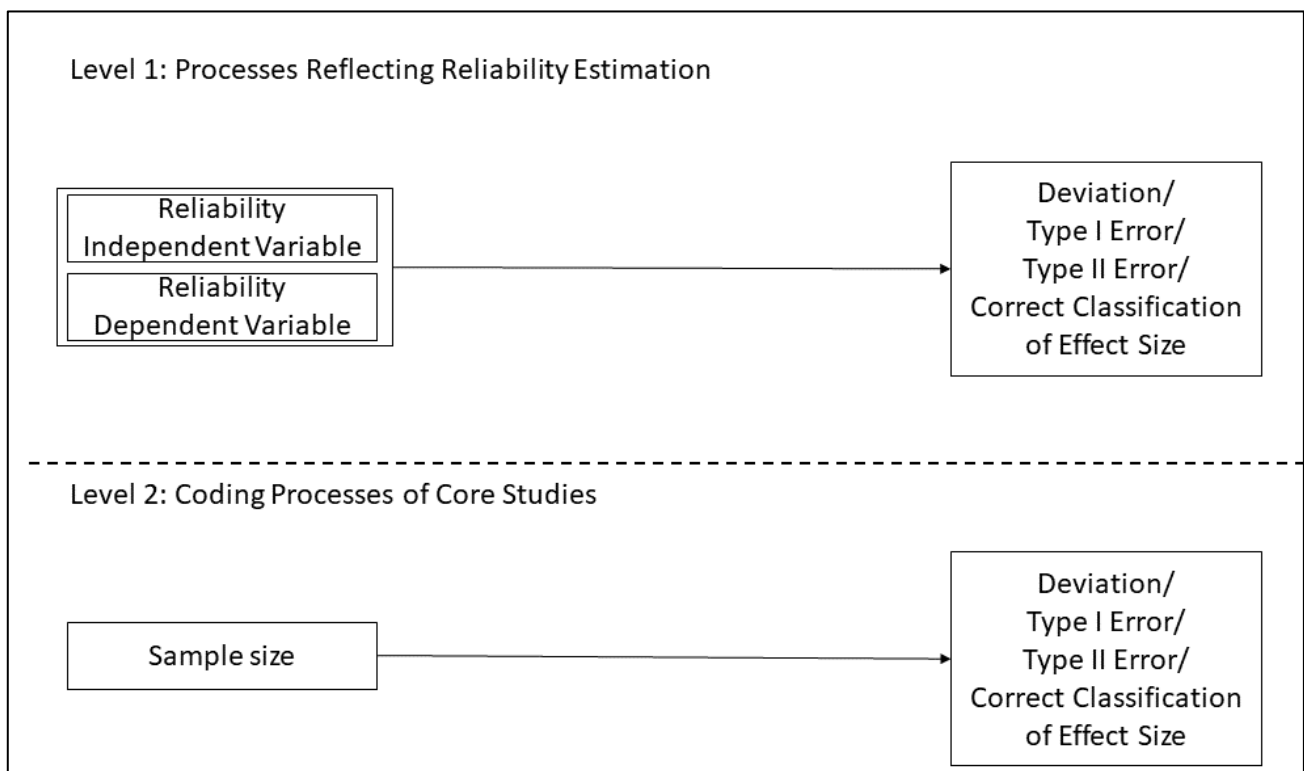 Level 1: Processes Reflecting Reliability Estimation
Reliability
Independent Variable
Reliability
Dependent Variable
Deviation/
Type I Error/
Type II Error/
Correct Classification
of Effect Size
Level 2: Coding Processes of Core Studies
Sample size
Deviation/
Type I Error/
Type II Error/
Correct Classification
of Effect Size